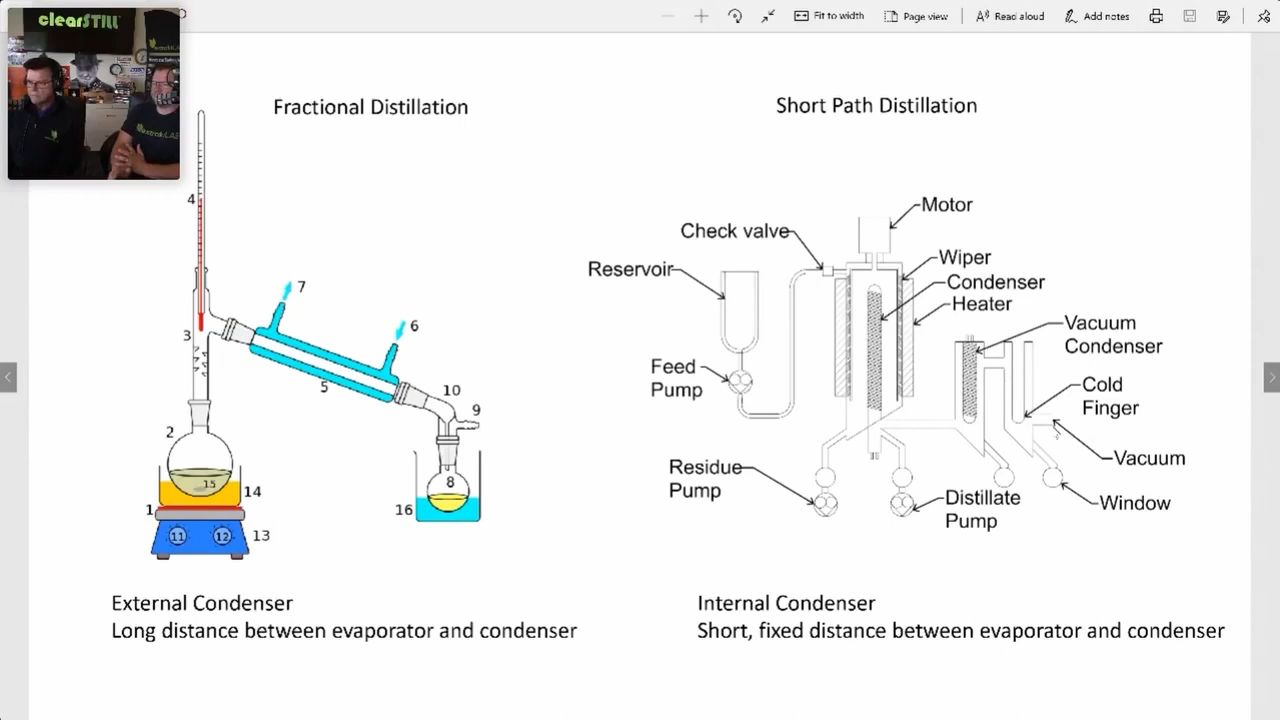 clearSTILL
Fit to width
Page view
Read aloud
Add notes
Fractional Distillation
Short Path Distillation
4
7
6
3
5
10
9
2
15
8
14
1
16
11
12
13
Motor
Check valve
Wiper
Reservoir
Condenser
Heater
Vacuum
Condenser
Feed
Pump
Cold
Finger
Vacuum
Residue
Pump
Distillate
Pump
Window
External Condenser
Long distance between evaporator and condenser
Internal Condenser
Short, fixed distance between evaporator and condenser